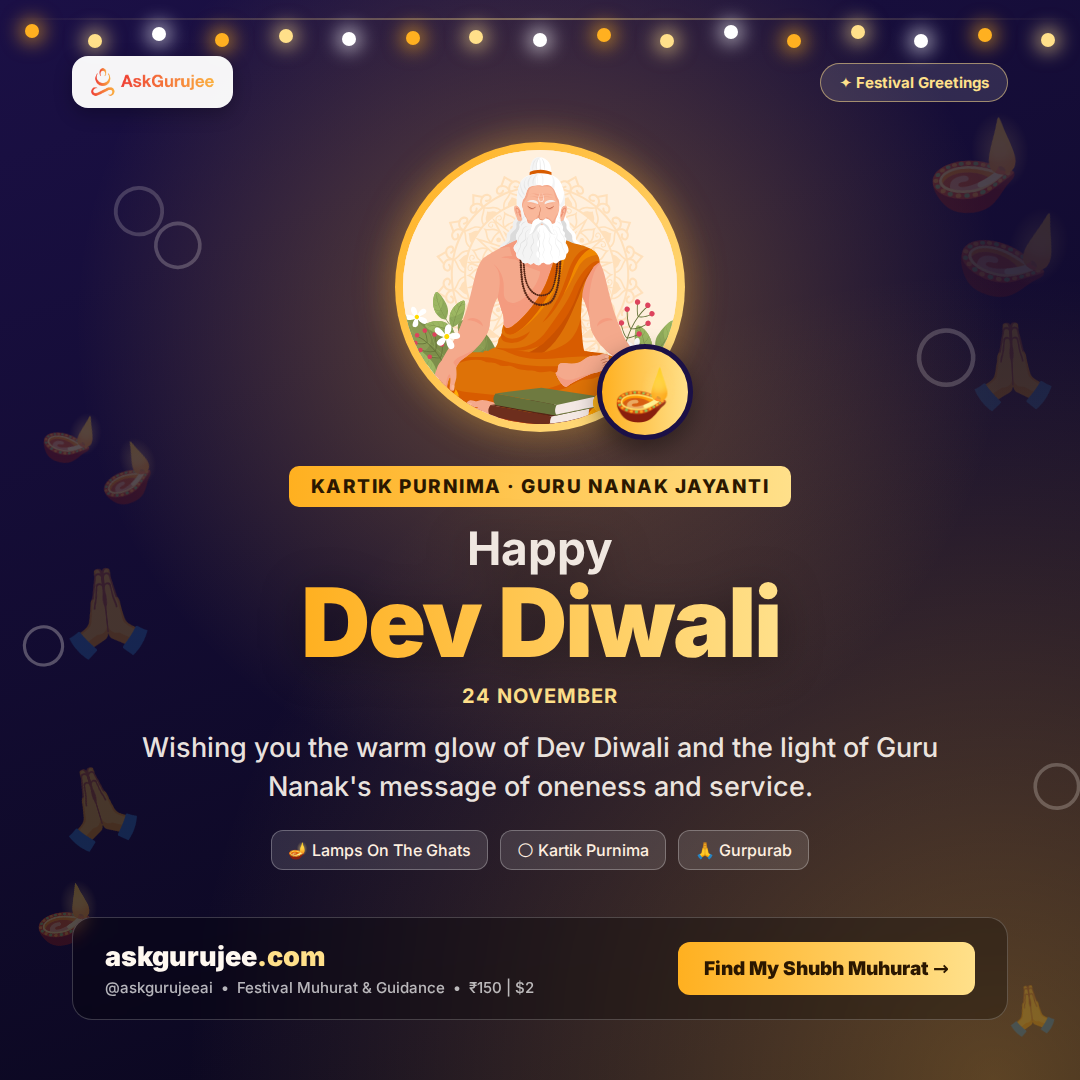 AskGurujee
✦ Festival Greetings
KARTIK PURNIMA · GURU NANAK JAYANTI
Happy
Dev Diwali
24 NOVEMBER
Wishing you the warm glow of Dev Diwali and the light of Guru
Nanak's message of oneness and service.
🪔 Lamps On The Ghats
🌕︎ Kartik Purnima
🙏 Gurpurab
askgurujee.com
@askgurujeeai • Festival Muhurat & Guidance • ₹150 | $2
Find My Shubh Muhurat →